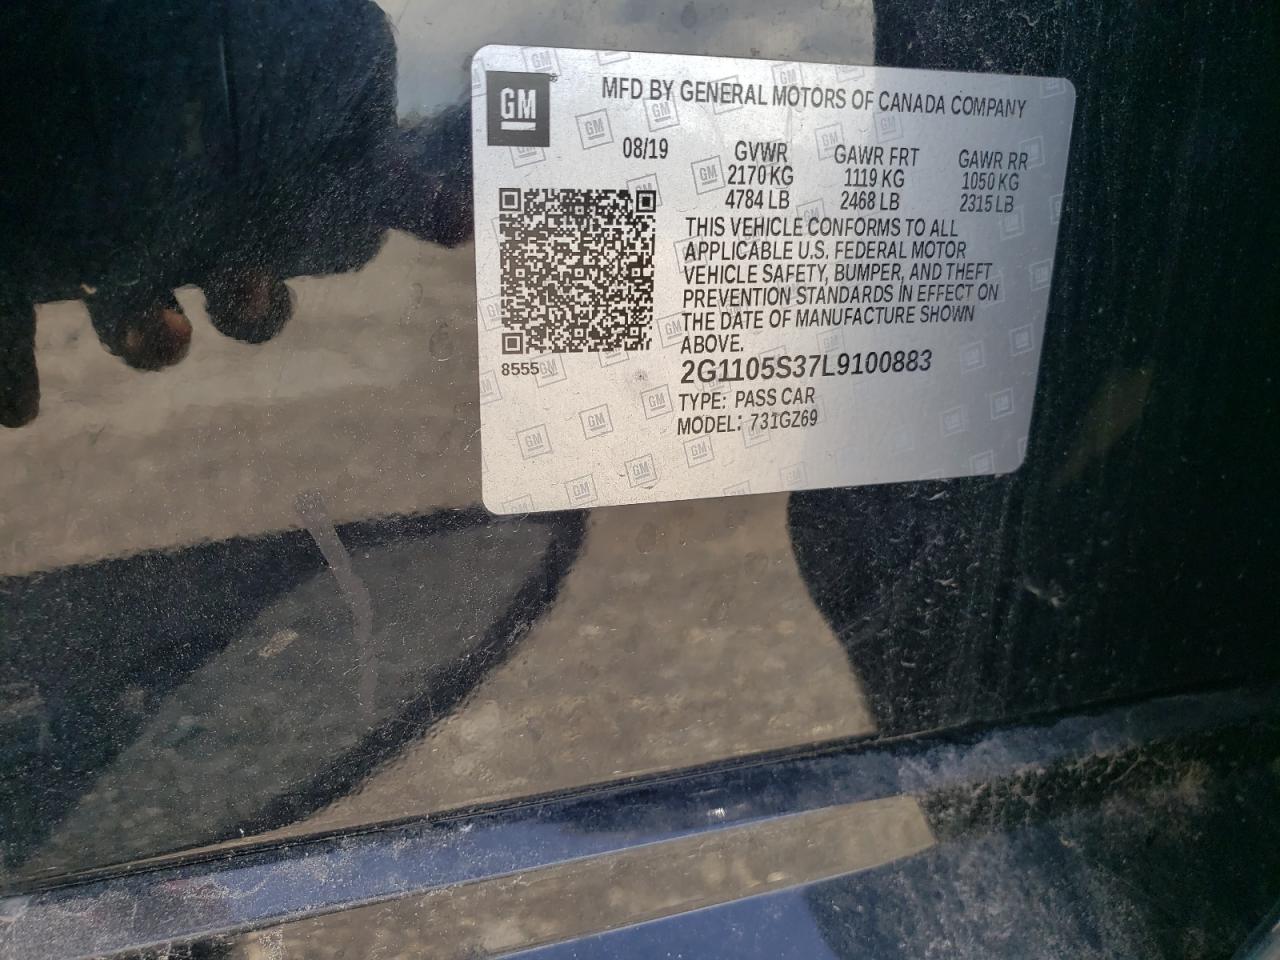 GM
MFD BY GENERAL MOTORS OF CANADA COMPANY
08/19 GVWR GAWR FRT GAWR RR
2170 KG 1119 KG 1050 KG
4784 LB 2468 LB 2315 LB
THIS VEHICLE CONFORMS TO ALL
APPLICABLE U.S. FEDERAL MOTOR
VEHICLE SAFETY, BUMPER, AND THEFT
PREVENTION STANDARDS IN EFFECT ON
THE DATE OF MANUFACTURE SHOWN
ABOVE.
8555
2G1105S37L9100883
TYPE: PASS CAR
MODEL: 731GZ69